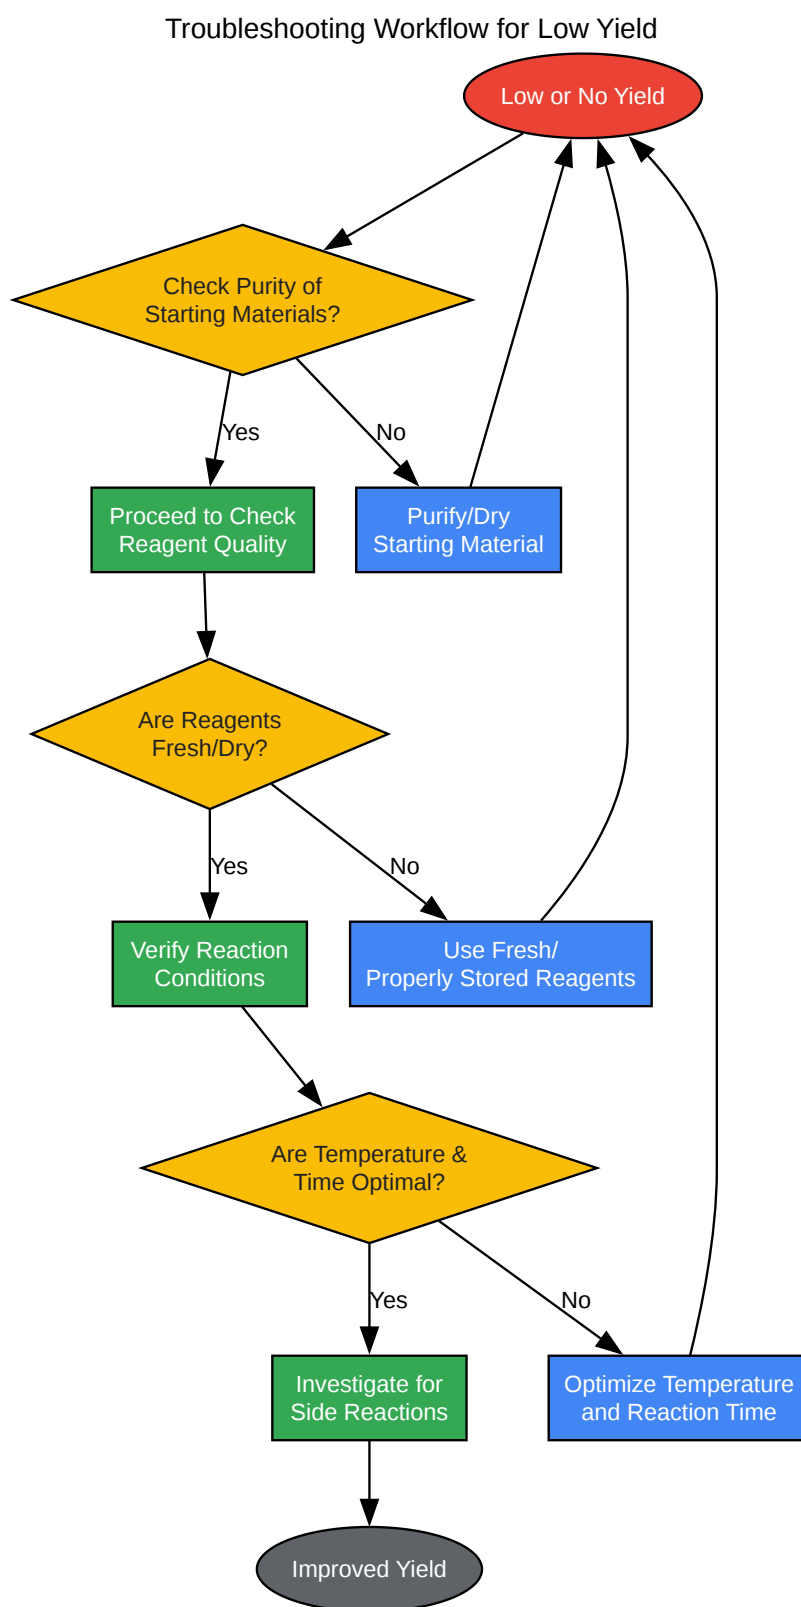 Troubleshooting Workflow for Low Yield
Low or No Yield
Check Purity of
Starting Materials?
Yes
No
Proceed to Check
Reagent Quality
Purify/Dry
Starting Material
Are Reagents
Fresh/Dry?
Yes
No
Verify Reaction
Conditions
Use Fresh/
Properly Stored Reagents
Are Temperature &
Time Optimal?
Yes
No
Investigate for
Side Reactions
Optimize Temperature
and Reaction Time
Improved Yield